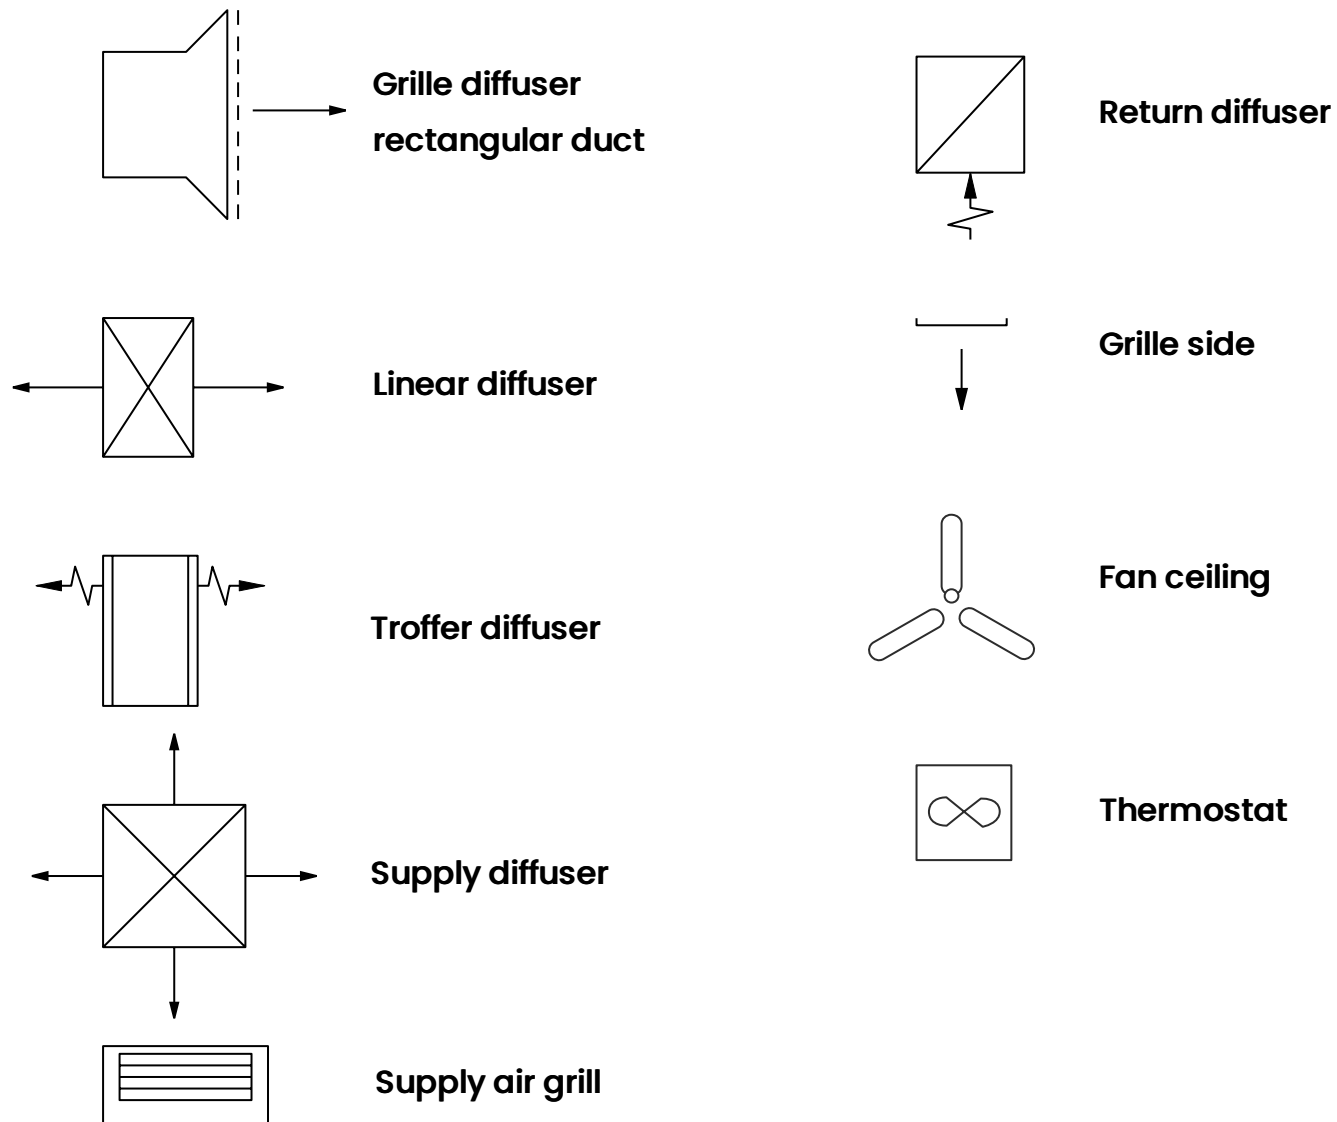 Grille diffuser
rectangular duct
Linear diffuser
Troffer diffuser
Supply diffuser
Supply air grill
Return diffuser
Grille side
Fan ceiling
Thermostat